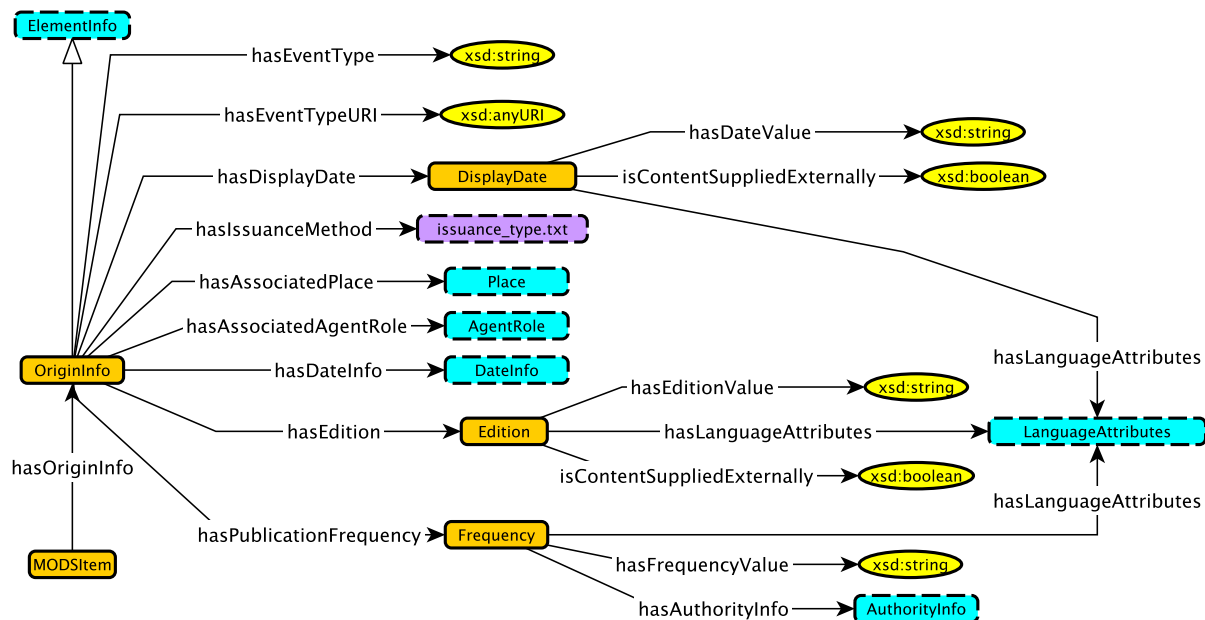 ElementInfo
hasEventType
xsd:string
hasEventTypeURI
xsd:anyURI
hasDateValue
xsd:string
hasDisplayDate
DisplayDate
isContentSuppliedExternally
xsd:boolean
hasIssuanceMethod
issuance_type.txt
hasAssociatedPlace
Place
hasAssociatedAgentRole
AgentRole
hasLanguageAttributes
OriginInfo
hasDateInfo
DateInfo
hasEditionValue
xsd:string
hasEdition
Edition
hasLanguageAttributes
LanguageAttributes
hasOriginInfo
isContentSuppliedExternally
xsd:boolean
hasLanguageAttributes
hasPublicationFrequency
Frequency
MODSItem
hasFrequencyValue
xsd:string
hasAuthorityInfo
AuthorityInfo